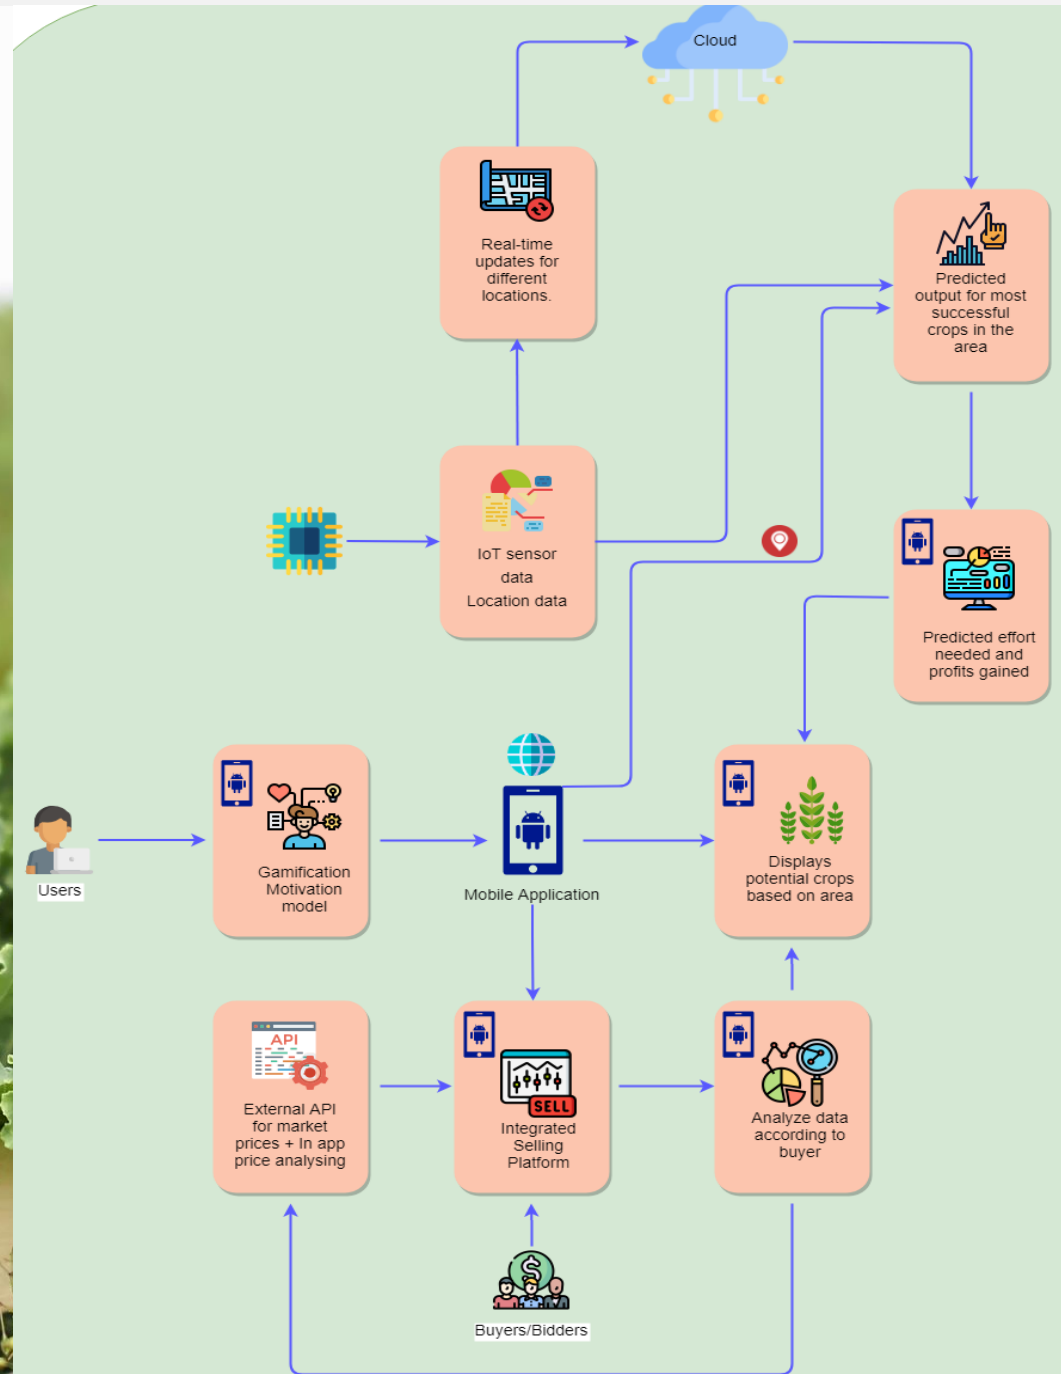 Cloud
Real-time
updates for
different
locations.
Predicted
output for most
successful
crops in the
area
IoT sensor
data
Location data
Predicted effort
needed and
profits gained
Users
Gamification
Motivation
model
Mobile Application
Displays
potential crops
based on area
API
External API
for market
prices + In app
price analysing
SELL
Integrated
Selling
Platform
Analyze data
according to
buyer
$
Buyers/Bidders